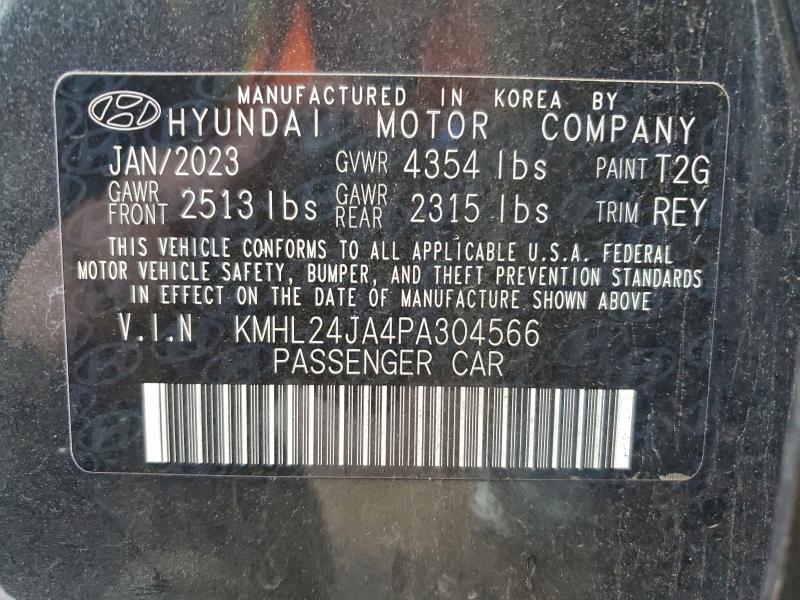 MANUFACTURED IN KOREA BY
HYUNDAI MOTOR COMPANY
JAN/2023 GVWR 4354 lbs PAINT T2G
GAWR FRONT 2513 lbs GAWR REAR 2315 lbs TRIM REY
THIS VEHICLE CONFORMS TO ALL APPLICABLE U.S.A. FEDERAL
MOTOR VEHICLE SAFETY, BUMPER, AND THEFT PREVENTION STANDARDS
IN EFFECT ON THE DATE OF MANUFACTURE SHOWN ABOVE
V.I.N KMHL24JA4PA304566
PASSENGER CAR